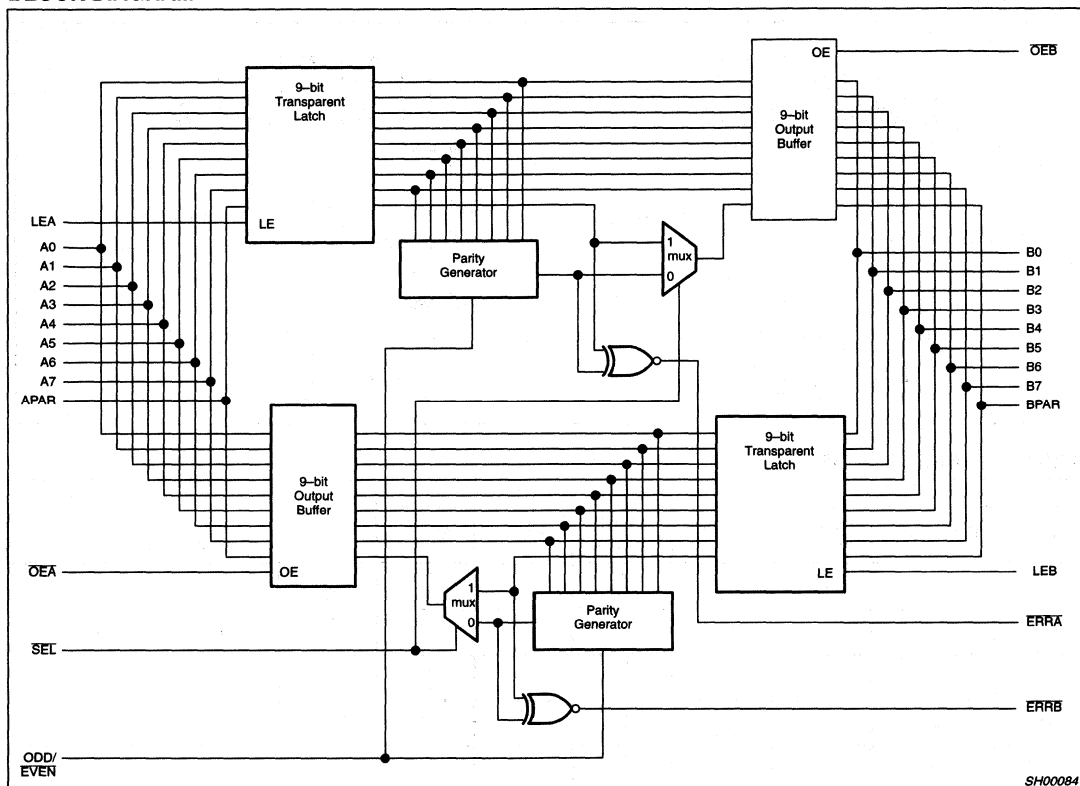 OE
OEB
9–bit
Transparent
Latch
9–bit
Output
Buffer
LEA
LE
A0
A1
A2
A3
A4
A5
A6
A7
APAR
Parity
Generator
1
mux
0
B0
B1
B2
B3
B4
B5
B6
B7
BPAR
9–bit
Output
Buffer
9–bit
Transparent
Latch
OEA
OE
LE
LEB
1
mux
0
Parity
Generator
ERRA
SEL
ERRB
ODD/
EVEN
SH00084